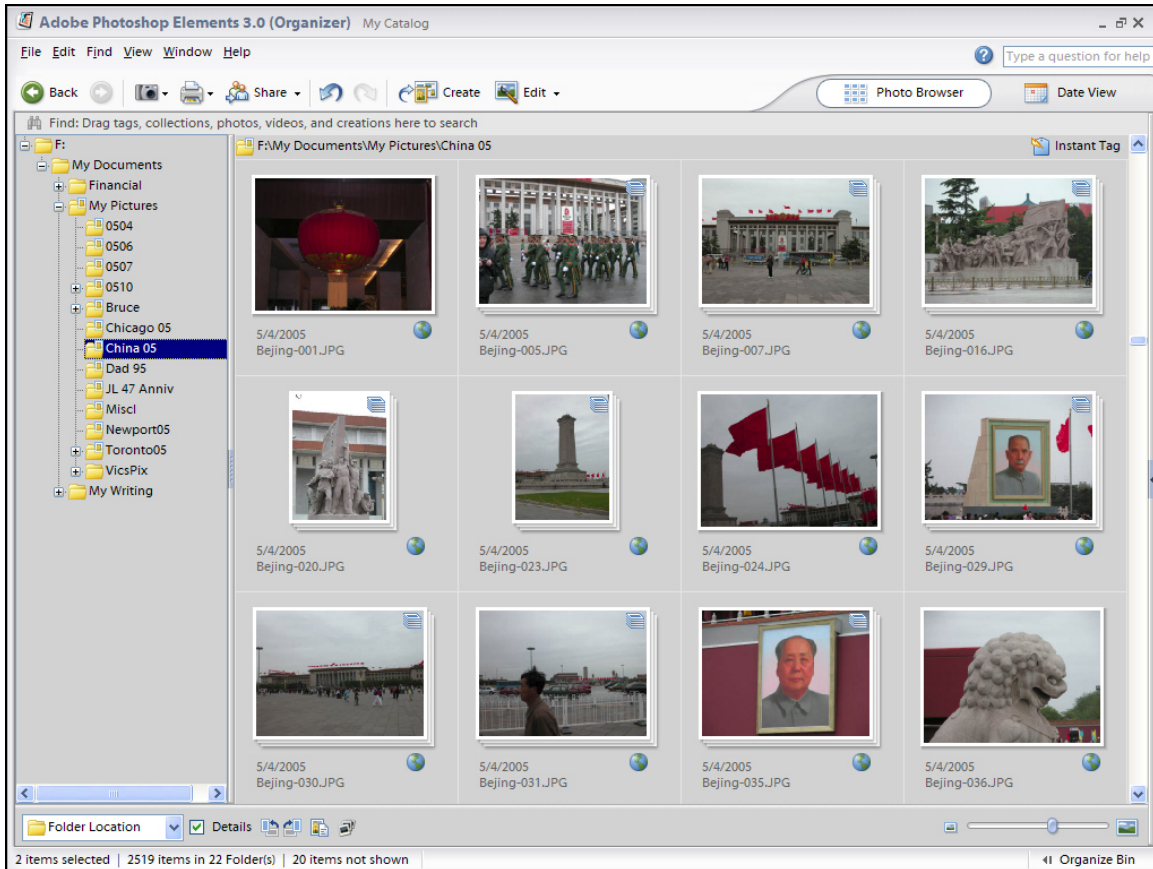 Adobe Photoshop Elements 3.0 (Organizer) My Catalog
File Edit Find View Window Help
Type a question for help
Back
Share
Create
Edit
Photo Browser
Date View
Find: Drag tags, collections, photos, videos, and creations here to search
F:
My Documents
Financial
My Pictures
0504
0506
0507
0510
Bruce
Chicago 05
China 05
Dad 95
JL 47 Anniv
Miscl
Newport05
Toronto05
VicsPix
My Writing
F:\My Documents\My Pictures\China 05
Instant Tag
5/4/2005
Bejing-001.JPG
5/4/2005
Bejing-005.JPG
5/4/2005
Bejing-007.JPG
5/4/2005
Bejing-016.JPG
5/4/2005
Bejing-020.JPG
5/4/2005
Bejing-023.JPG
5/4/2005
Bejing-024.JPG
5/4/2005
Bejing-029.JPG
5/4/2005
Bejing-030.JPG
5/4/2005
Bejing-031.JPG
5/4/2005
Bejing-035.JPG
5/4/2005
Bejing-036.JPG
Folder Location
Details
2 items selected | 2519 items in 22 Folder(s) | 20 items not shown
Organize Bin